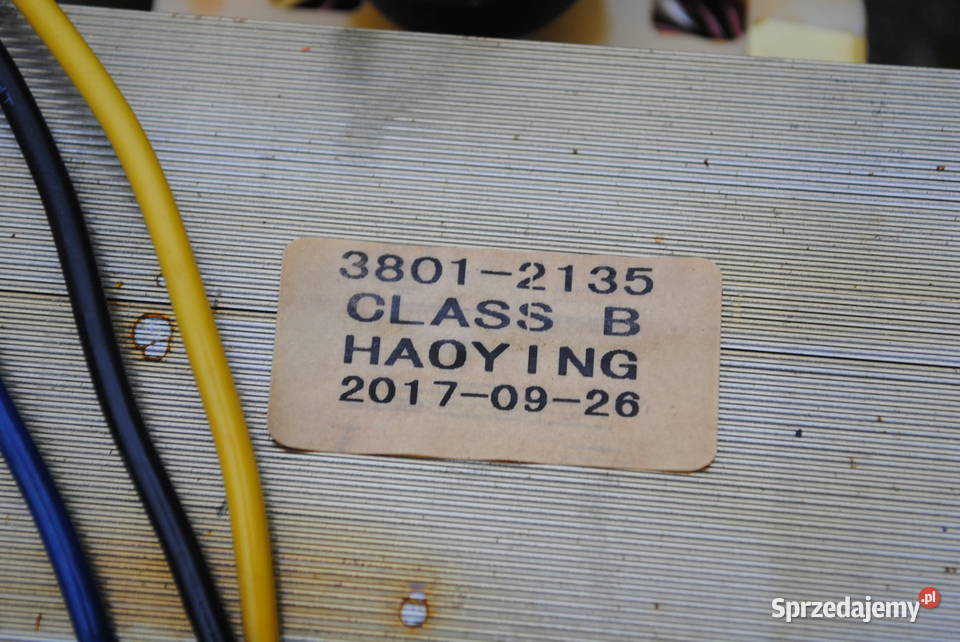 3801-2135
CLASS B
HAOYING
2017-09-26
Sprzedajemy.pl